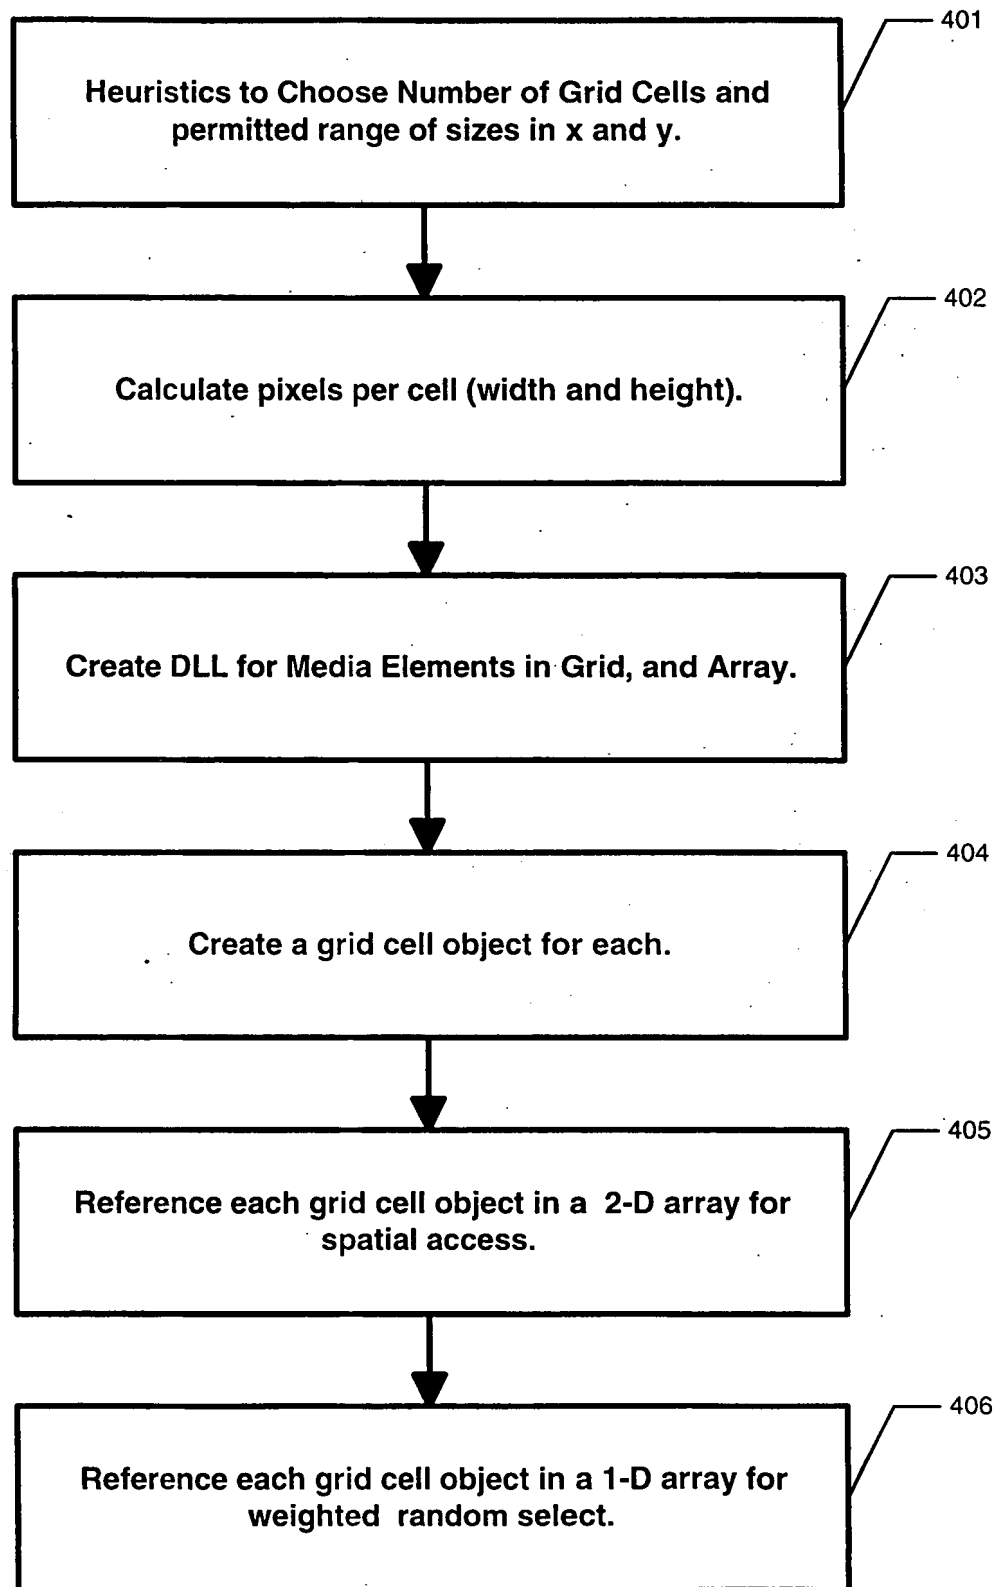 401
Heuristics to Choose Number of Grid Cells and
permitted range of sizes in x and y.
402
Calculate pixels per cell (width and height).
403
Create DLL for Media Elements in Grid, and Array.
404
Create a grid cell object for each.
405
Reference each grid cell object in a 2-D array for
spatial access.
406
Reference each grid cell object in a 1-D array for
weighted random select.